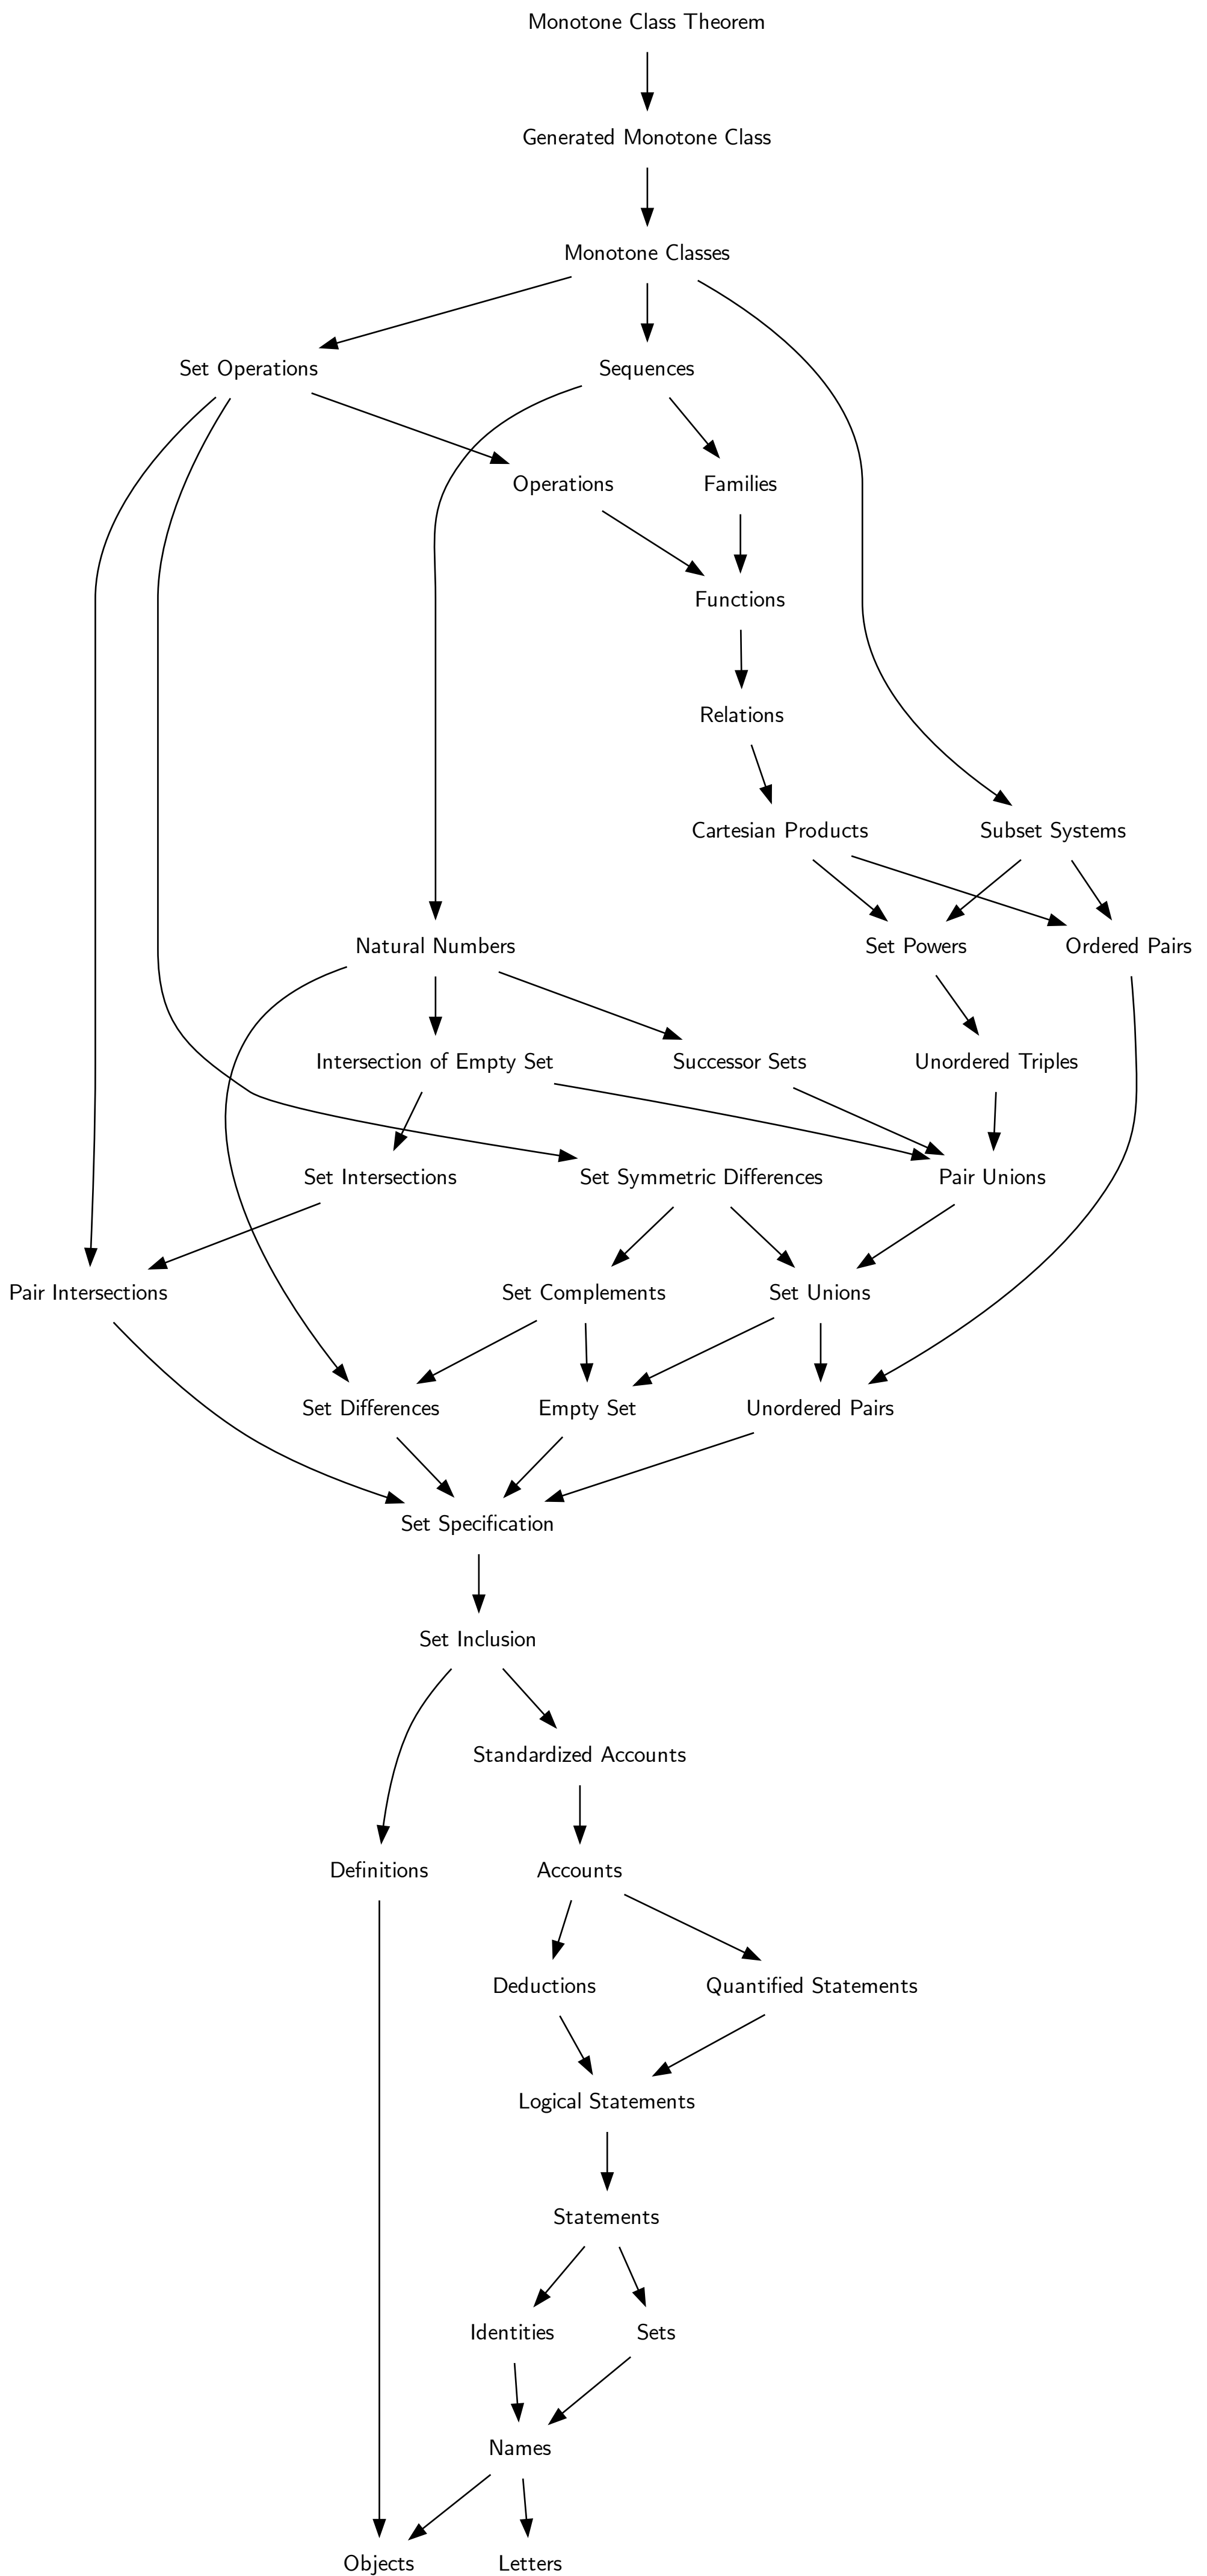 Monotone Class Theorem
Generated Monotone Class
Monotone Classes
Set Operations
Sequences
Operations
Families
Functions
Relations
Cartesian Products
Subset Systems
Natural Numbers
Set Powers
Ordered Pairs
Intersection of Empty Set
Successor Sets
Unordered Triples
Set Intersections
Set Symmetric Differences
Pair Unions
Pair Intersections
Set Complements
Set Unions
Set Differences
Empty Set
Unordered Pairs
Set Specification
Set Inclusion
Standardized Accounts
Definitions
Accounts
Deductions
Quantified Statements
Logical Statements
Statements
Identities
Sets
Names
Objects
Letters